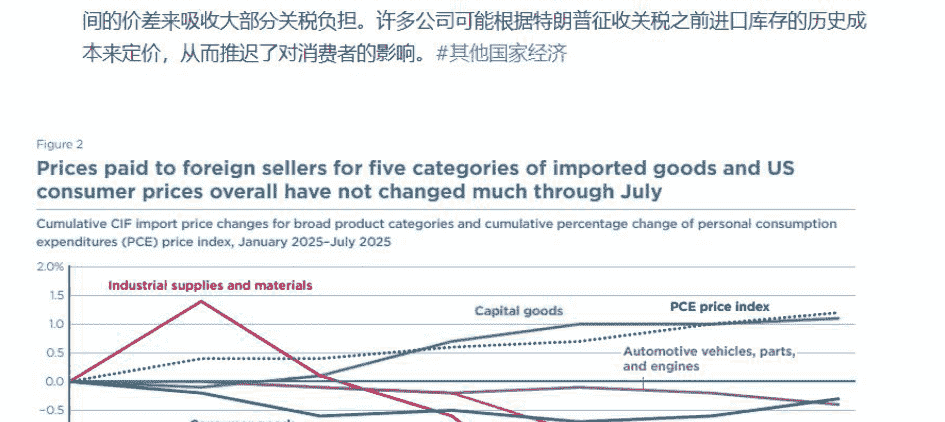 间的价差来吸收大部分关税负担。许多公司可能根据特朗普征收关税之前进口库存的历史成
本来定价，从而推迟了对消费者的影响。#其他国家经济
Figure 2
Prices paid to foreign sellers for five categories of imported goods and US
consumer prices overall have not changed much through July
Cumulative CIF import price changes for broad product categories and cumulative percentage change of personal consumption
expenditures (PCE) price index, January 2025–July 2025
2.0%
Industrial supplies and materials
1.5
Capital goods
PCE price index
1.0
0.5
Automotive vehicles, parts,
and engines
0.0
−0.5